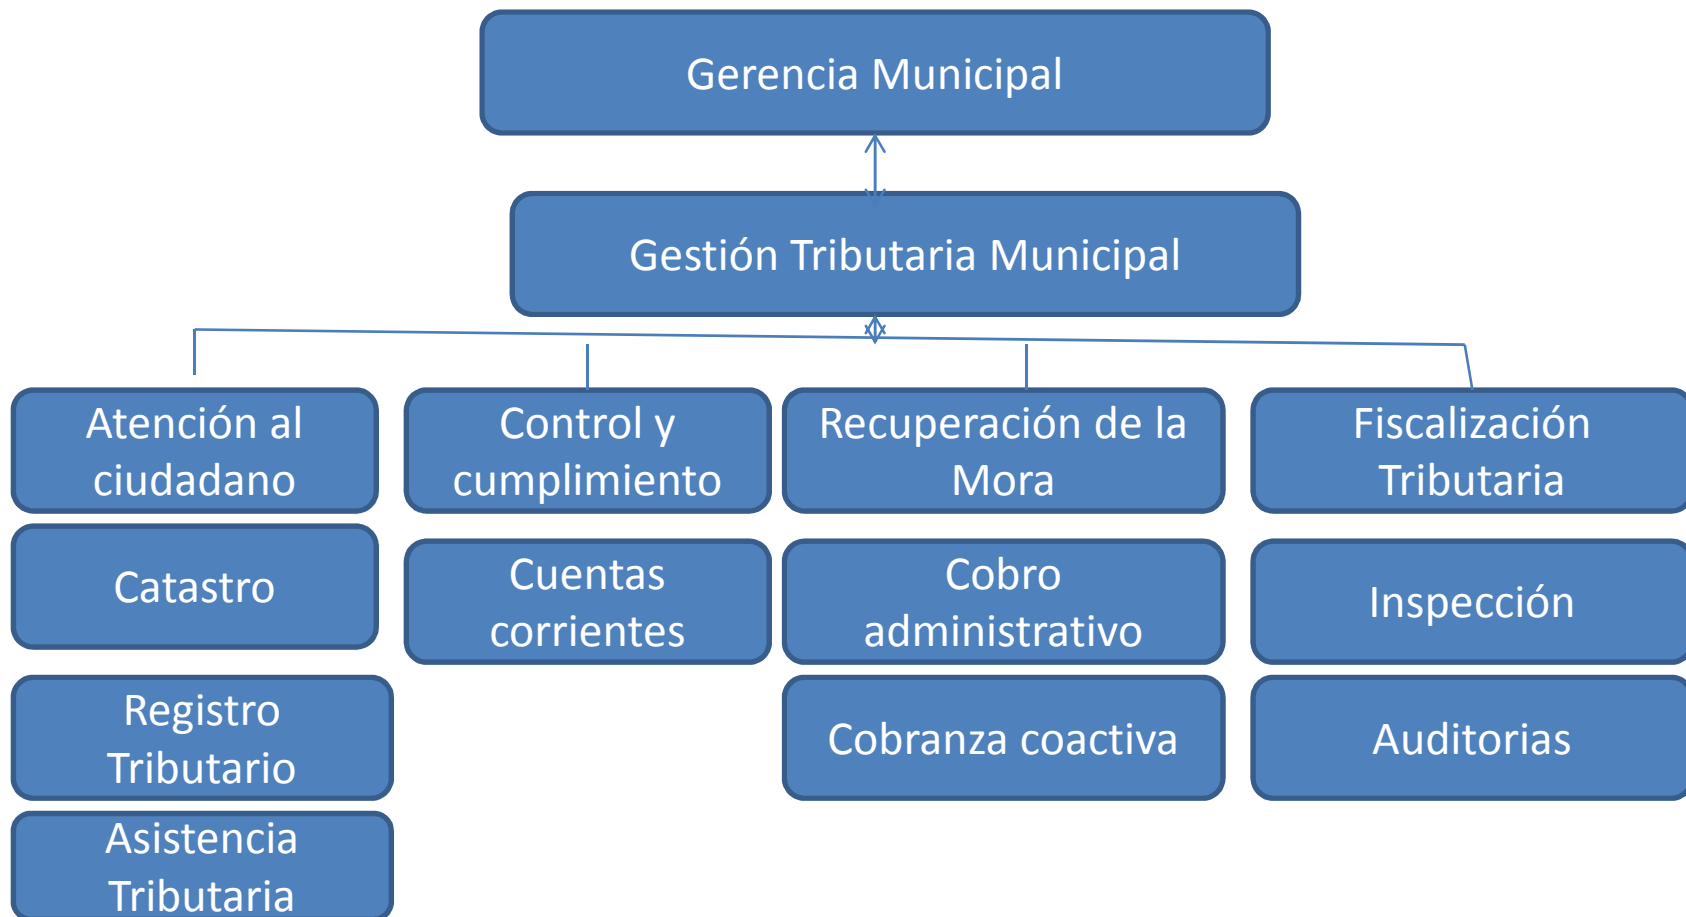 Gerencia Municipal
Gestión Tributaria Municipal
Atención al
ciudadano
Catastro
Registro
Tributario
Asistencia
Tributaria
Control y
cumplimiento
Cuentas
corrientes
Recuperación de la
Mora
Cobro
administrativo
Cobranza coactiva
Fiscalización
Tributaria
Inspección
Auditorias